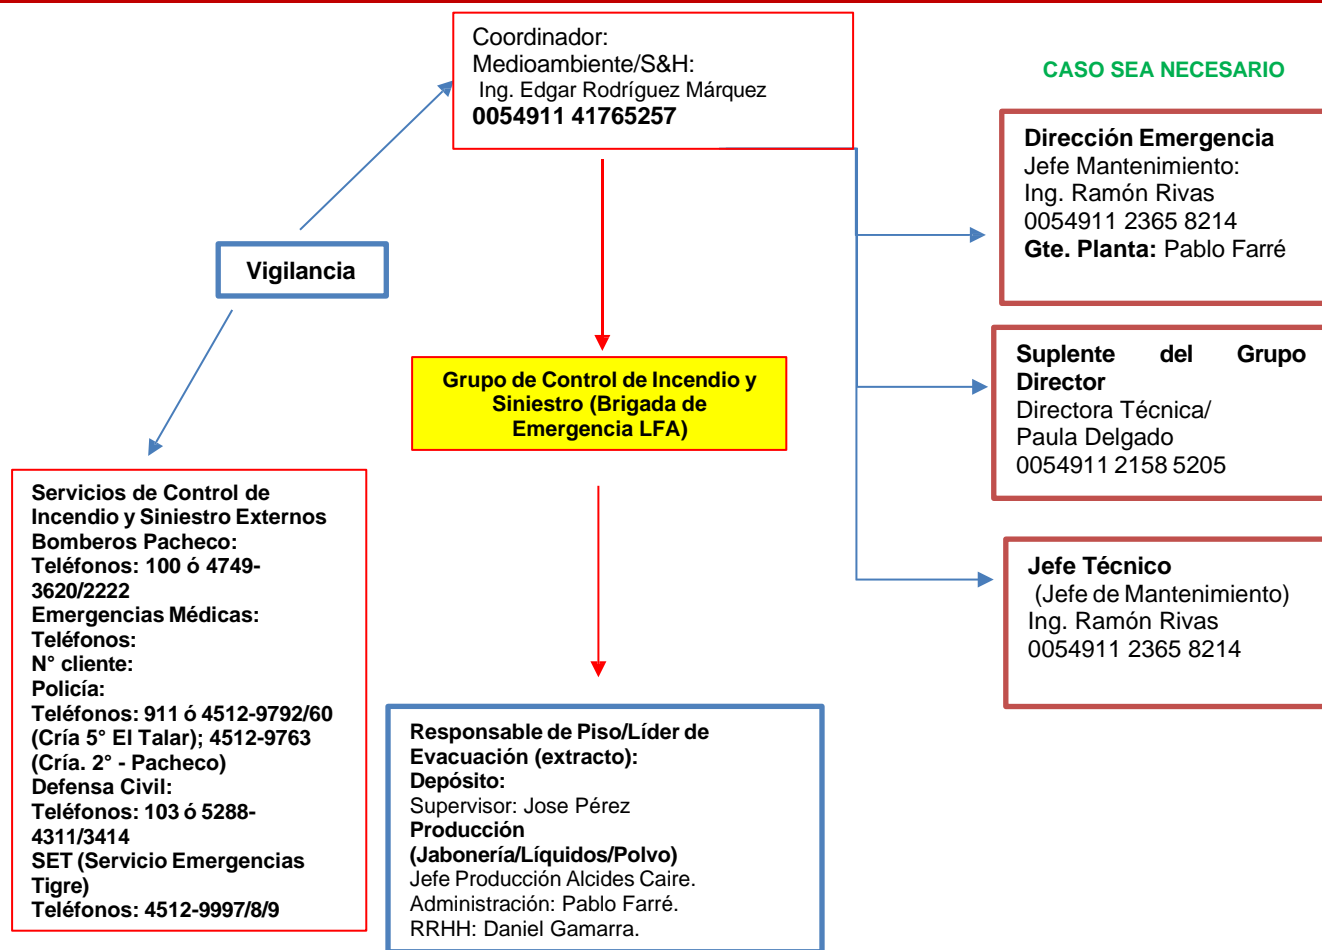 Coordinador:
Medioambiente/S&H:
Ing. Edgar Rodríguez Márquez
0054911 41765257
CASO SEA NECESARIO
Dirección Emergencia
Jefe Mantenimiento:
Ing. Ramón Rivas
0054911 2365 8214
Gte. Planta: Pablo Farré
Vigilancia
Suplente del Grupo
Director
Directora Técnica/
Paula Delgado
0054911 2158 5205
Grupo de Control de Incendio y
Siniestro (Brigada de
Emergencia LFA)
Servicios de Control de
Incendio y Siniestro Externos
Bomberos Pacheco:
Teléfonos: 100 ó 4749-
3620/2222
Emergencias Médicas:
Teléfonos:
N° cliente:
Policía:
Teléfonos: 911 ó 4512-9792/60
(Cría 5° El Talar); 4512-9763
(Cría. 2° - Pacheco)
Defensa Civil:
Teléfonos: 103 ó 5288-
4311/3414
SET (Servicio Emergencias
Tigre)
Teléfonos: 4512-9997/8/9
Jefe Técnico
(Jefe de Mantenimiento)
Ing. Ramón Rivas
0054911 2365 8214
Responsable de Piso/Líder de
Evacuación (extracto):
Depósito:
Supervisor: Jose Pérez
Producción
(Jabonería/Líquidos/Polvo)
Jefe Producción Alcides Caire.
Administración: Pablo Farré.
RRHH: Daniel Gamarra.